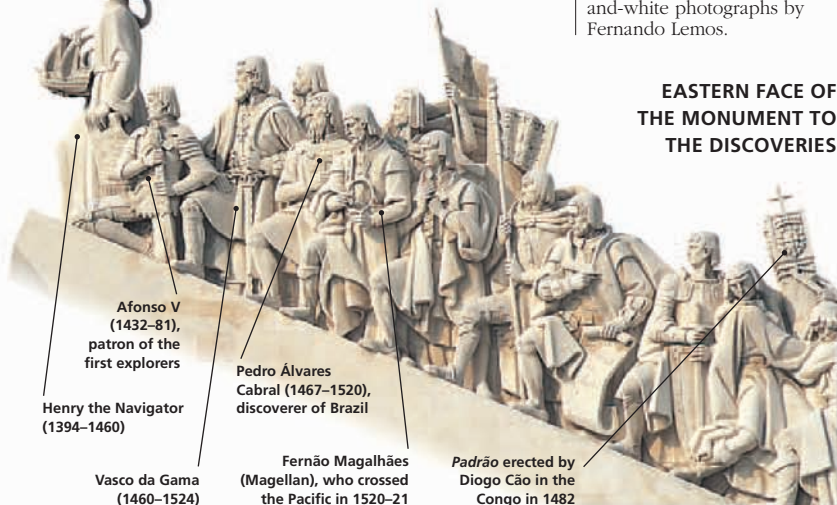 and-white photographs by
Fernando Lemos.
EASTERN FACE OF
THE MONUMENT TO
THE DISCOVERIES
Afonso V
(1432–81),
patron of the
first explorers
Pedro Álvares
Cabral (1467–1520),
discoverer of Brazil
Henry the Navigator
(1394–1460)
Vasco da Gama
(1460–1524)
Fernão Magalhães
(Magellan), who crossed
the Pacific in 1520–21
Padrão erected by
Diogo Cão in the
Congo in 1482